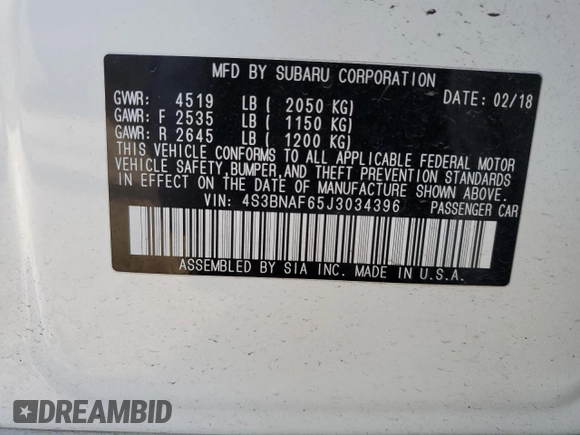 MFD BY SUBARU CORPORATION
GVWR: 4519 LB ( 2050 KG) DATE: 02/18
GAWR: F 2535 LB ( 1150 KG)
GAWR: R 2645 LB ( 1200 KG)
THIS VEHICLE CONFORMS TO ALL APPLICABLE FEDERAL MOTOR
VEHICLE SAFETY, BUMPER, AND THEFT PREVENTION STANDARDS
IN EFFECT ON THE DATE OF MANUFACTURE SHOWN ABOVE.
VIN: 4S3BNAF65J3034396 PASSENGER CAR
ASSEMBLED BY SIA INC. MADE IN U.S.A.
DREAMBID